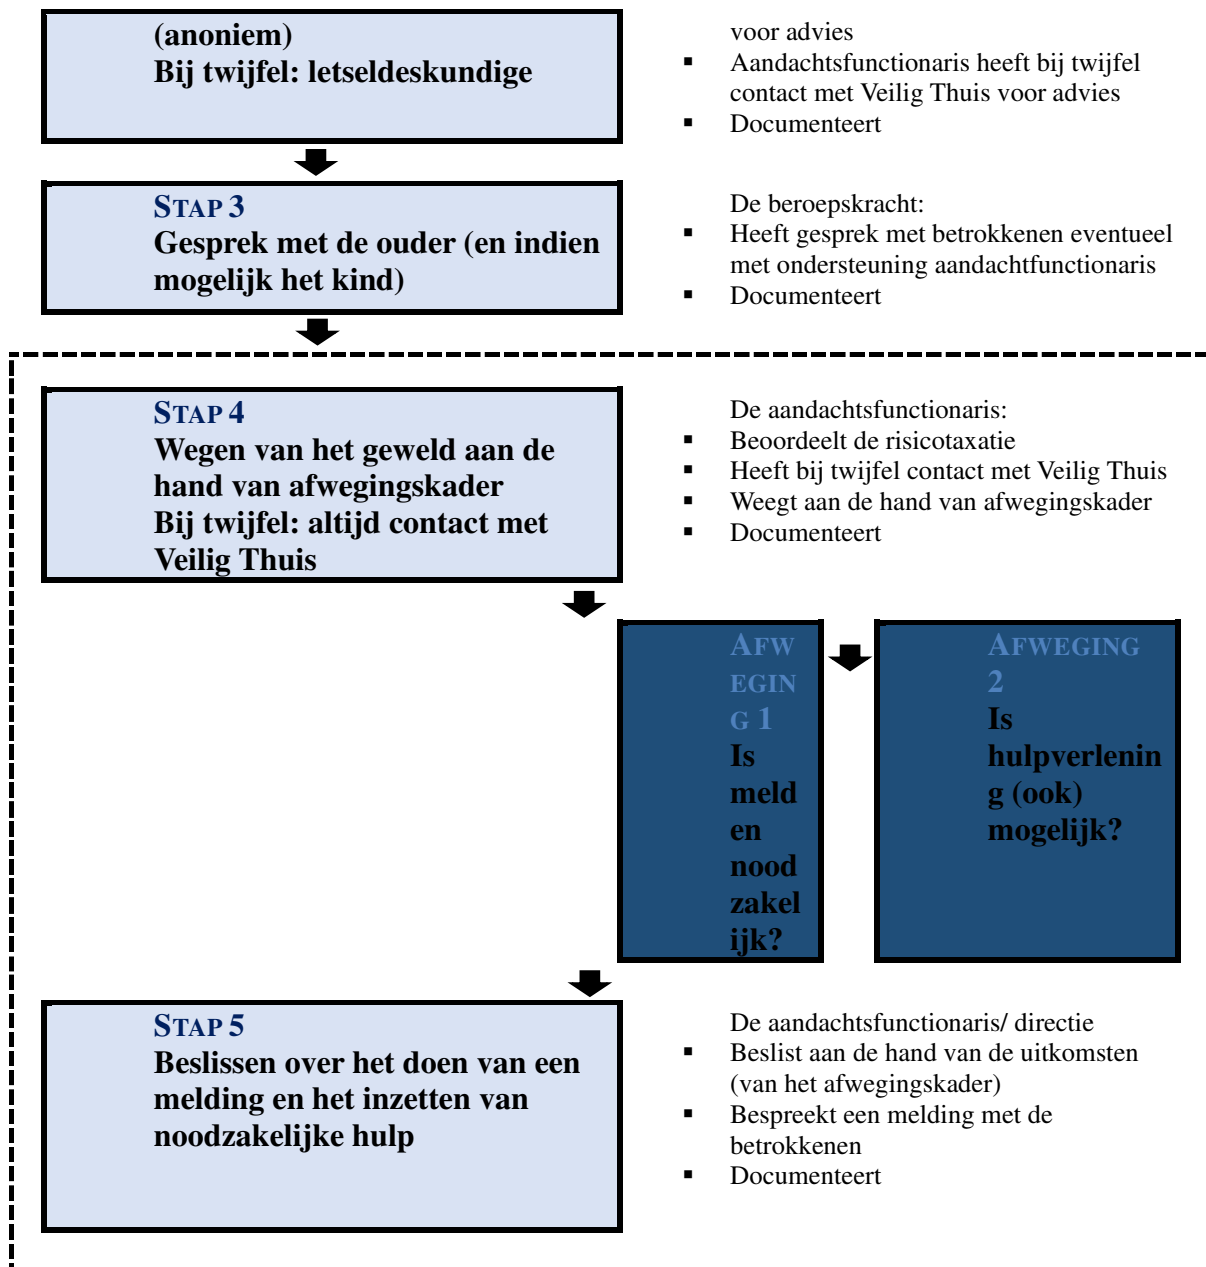 (anoniem)
Bij twijfel: letseldeskundige
voor advies
▪ Aandachtsfunctionaris heeft bij twijfel
contact met Veilig Thuis voor advies
▪ Documenteert
STAP 3
Gesprek met de ouder (en indien
mogelijk het kind)
De beroepskracht:
▪ Heeft gesprek met betrokkenen eventueel
met ondersteuning aandachtfunctionaris
▪ Documenteert
STAP 4
Wegen van het geweld aan de
hand van afwegingskader
Bij twijfel: altijd contact met
Veilig Thuis
De aandachtsfunctionaris:
▪ Beoordeelt de risicotaxatie
▪ Heeft bij twijfel contact met Veilig Thuis
▪ Weegt aan de hand van afwegingskader
▪ Documenteert
AFW
EGIN
G 1
Is
meld
en
nood
zakel
ijk?
AFWEGING
2
Is
hulpverlenin
g (ook)
mogelijk?
STAP 5
Beslissen over het doen van een
melding en het inzetten van
noodzakelijke hulp
De aandachtsfunctionaris/ directie
▪ Beslist aan de hand van de uitkomsten
(van het afwegingskader)
▪ Bespreekt een melding met de
betrokkenen
▪ Documenteert